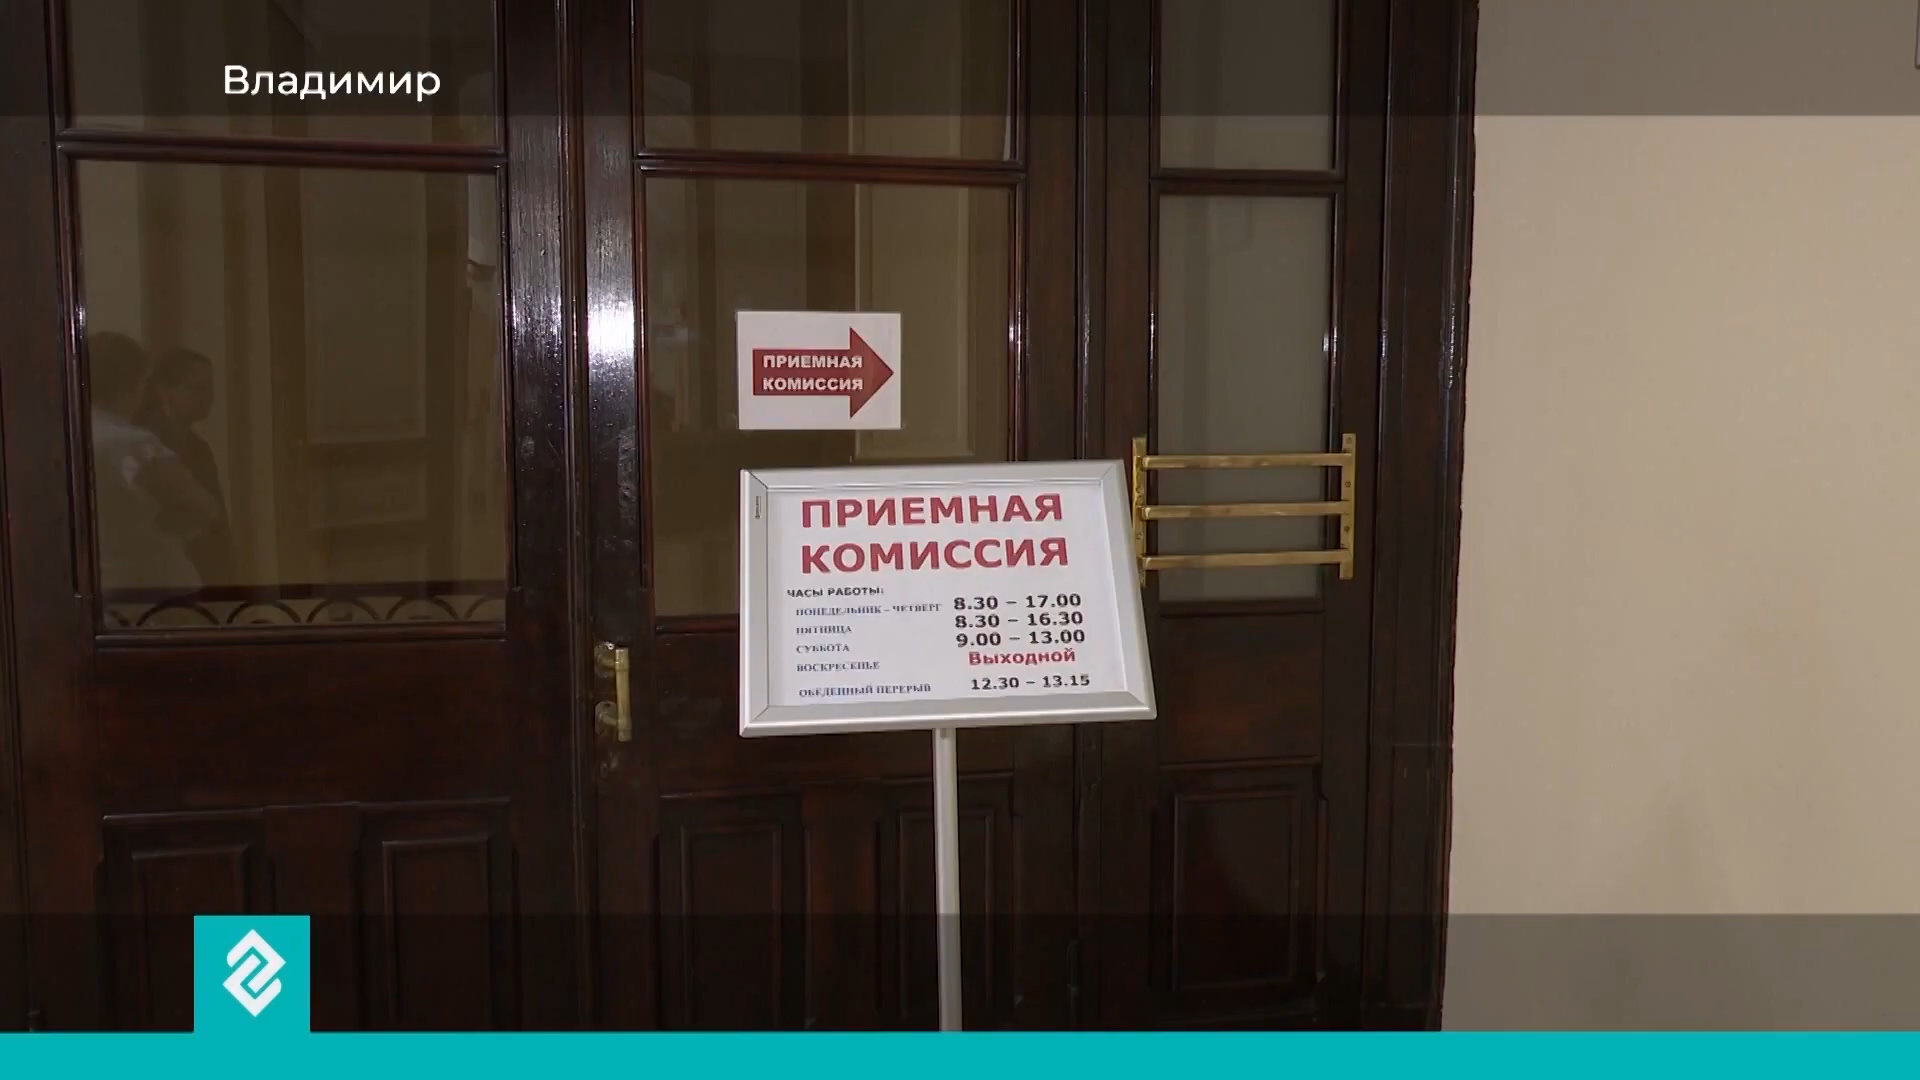 Владимир
ПРИЕМНАЯ
КОМИССИЯ
ПРИЕМНАЯ
КОМИССИЯ
ЧАСЫ РАБОТЫ:
ПОНЕДЕЛЬНИК – ЧЕТВЕРГ 8.30 – 17.00
ПЯТНИЦА 8.30 – 16.30
СУББОТА 9.00 – 13.00
ВОСКРЕСЕНЬЕ Выходной
ОБЕДЕННЫЙ ПЕРЕРЫВ 12.30 – 13.15